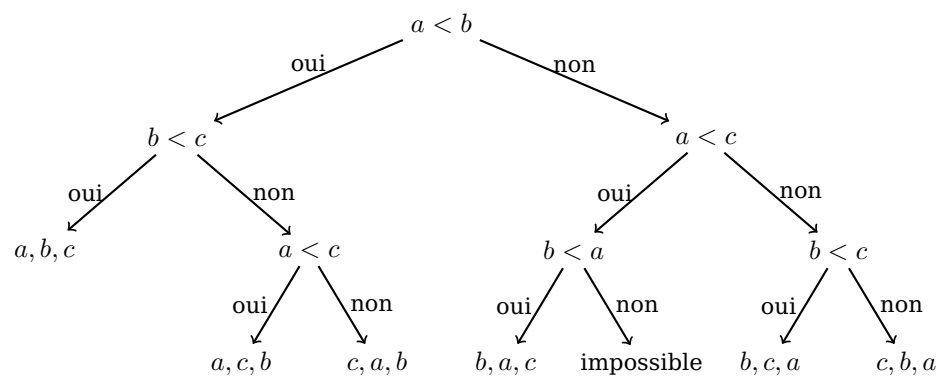 a < b
oui non
b < c a < c
oui non oui non
a, b, c a < c b < a b < c
oui non oui non oui non
a, c, b c, a, b b, a, c impossible b, c, a c, b, a